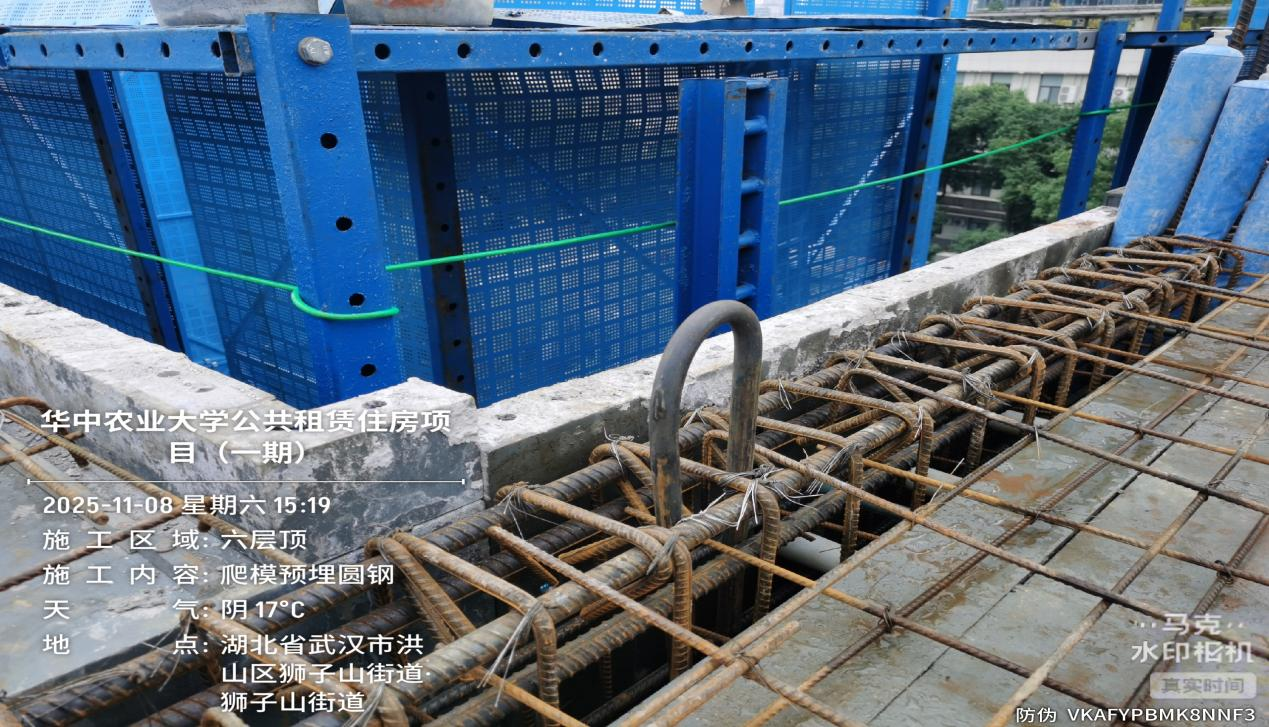 华中农业大学公共租赁住房项
目（一期）
2025-11-08 星期六 15:19
施工区域：六层顶
施工内容：爬模预埋圆钢
天气：阴 17°C
地点：湖北省武汉市洪
山区狮子山街道·
狮子山街道
马克
水印相机
真实时间
防伪 VKAFYPBMK8NNF3